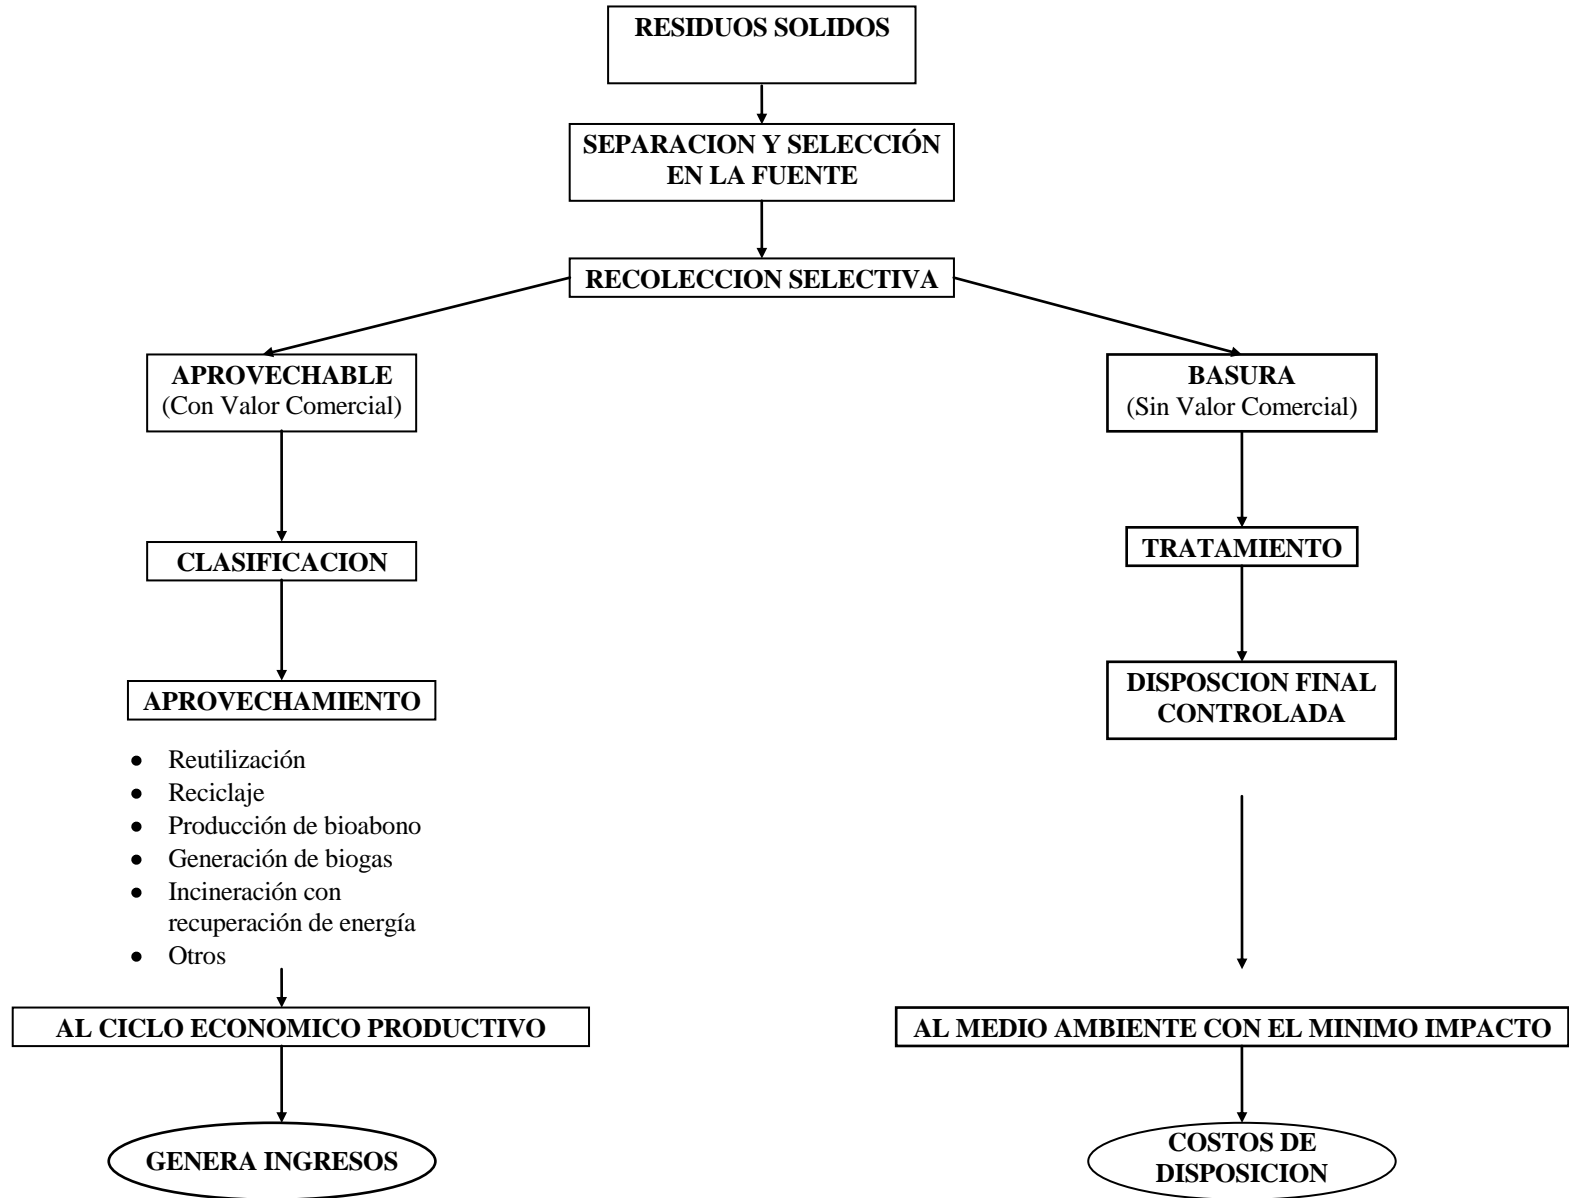 RESIDUOS SOLIDOS
SEPARACION Y SELECCIÓN
EN LA FUENTE
RECOLECCION SELECTIVA
APROVECHABLE
(Con Valor Comercial)
BASURA
(Sin Valor Comercial)
CLASIFICACION
TRATAMIENTO
APROVECHAMIENTO
DISPOSCION FINAL
CONTROLADA
• Reutilización
• Reciclaje
• Producción de bioabono
• Generación de biogas
• Incineración con
recuperación de energía
• Otros
AL CICLO ECONOMICO PRODUCTIVO
AL MEDIO AMBIENTE CON EL MINIMO IMPACTO
GENERA INGRESOS
COSTOS DE
DISPOSICION